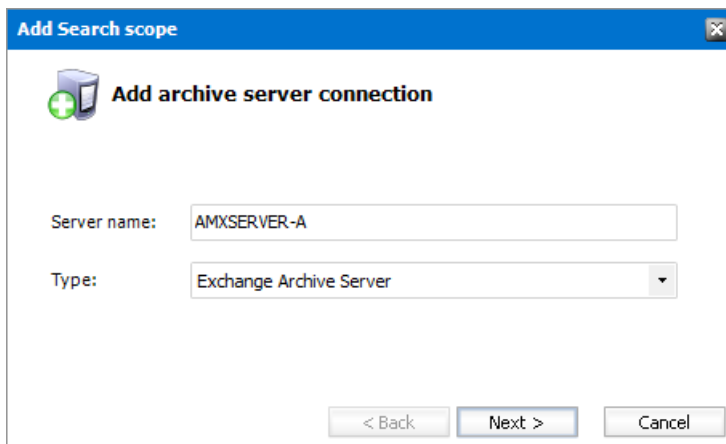 Add Search scope
Add archive server connection
Server name: AMXSERVER-A
Type: Exchange Archive Server
< Back Next > Cancel